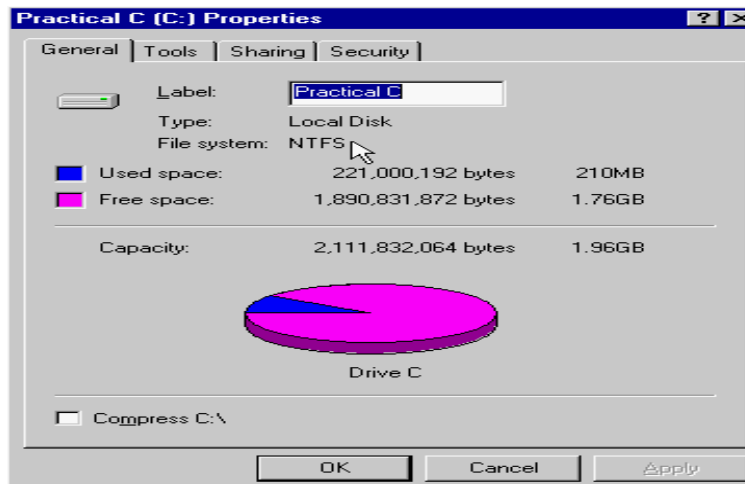 Practical C (C:) Properties
General Tools Sharing Security
Label: Practical C
Type: Local Disk
File system: NTFS
Used space: 221,000,192 bytes 210MB
Free space: 1,890,831,872 bytes 1.76GB
Capacity: 2,111,832,064 bytes 1.96GB
Drive C
Compress C:\
OK Cancel Apply